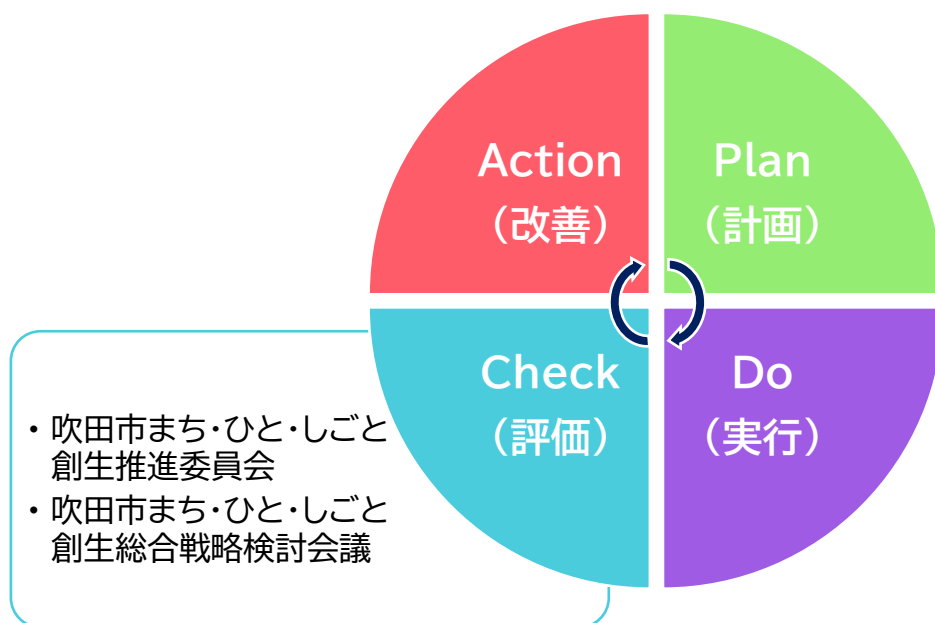 Action
（改善）
Plan
（計画）
Check
（評価）
Do
（実行）
・吹田市まち・ひと・しごと
創生推進委員会
・吹田市まち・ひと・しごと
創生総合戦略検討会議